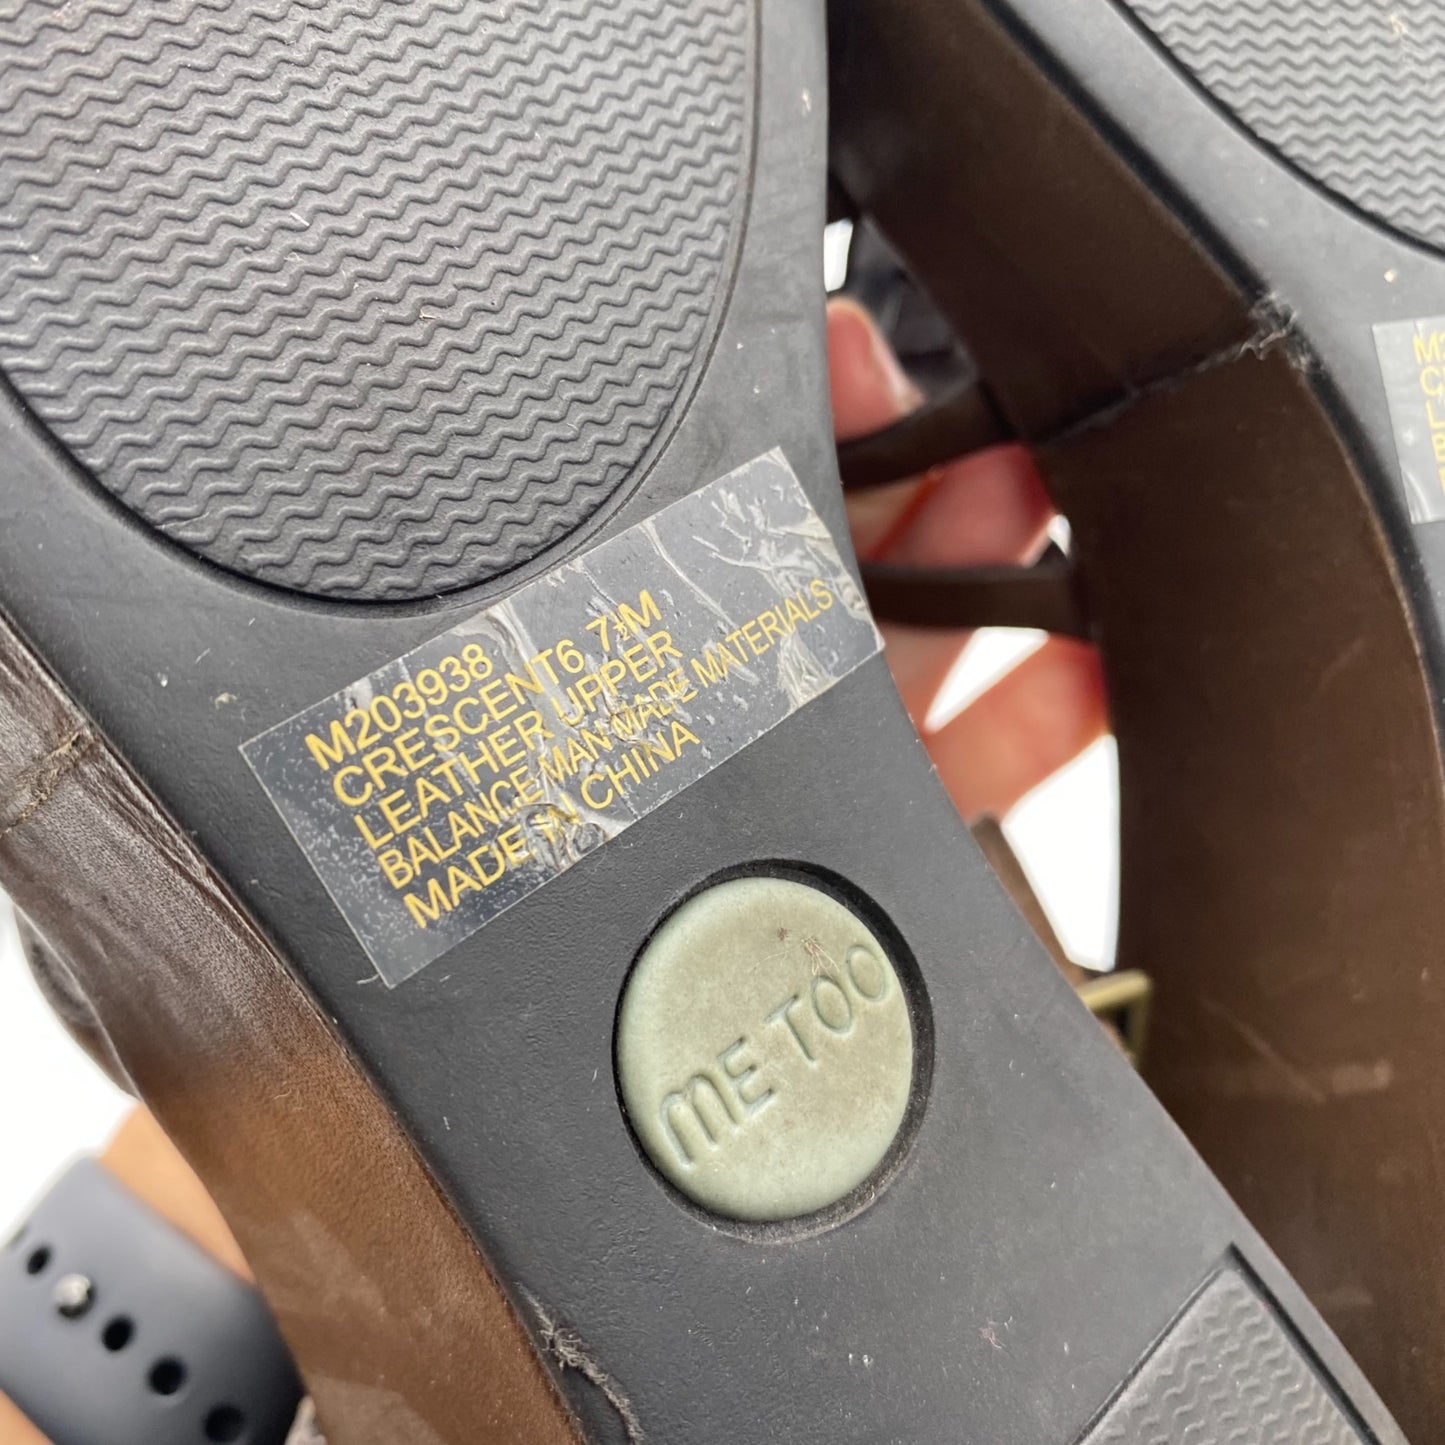 M203938
CRESCENT6 7½M
LEATHER UPPER
BALANCE MAN MADE MATERIALS
MADE IN CHINA
ME TOO